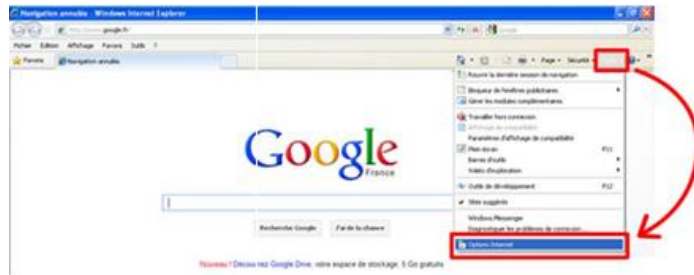 Navigation annulée - Windows Internet Explorer
google.fr
Fichier Edition Affichage Favoris Outils ?
Favoris Navigation annulée
Page Sécurité
Rouvrir la dernière session de navigation
Bloqueur de fenêtres publicitaires
Gérer les modules complémentaires
Travailler hors connexion
Affichage de compatibilité
Paramètres d'affichage de compatibilité
Plein écran F11
Barres d'outils
Volets d'exploration
Outils de développement F12
Sites suggérés
Windows Messenger
Diagnostiquer les problèmes de connexion...
Options Internet
Google
France
Recherche Google J'ai de la chance
Nouveau ! Découvrez Google Drive, votre espace de stockage. 5 Go gratuits